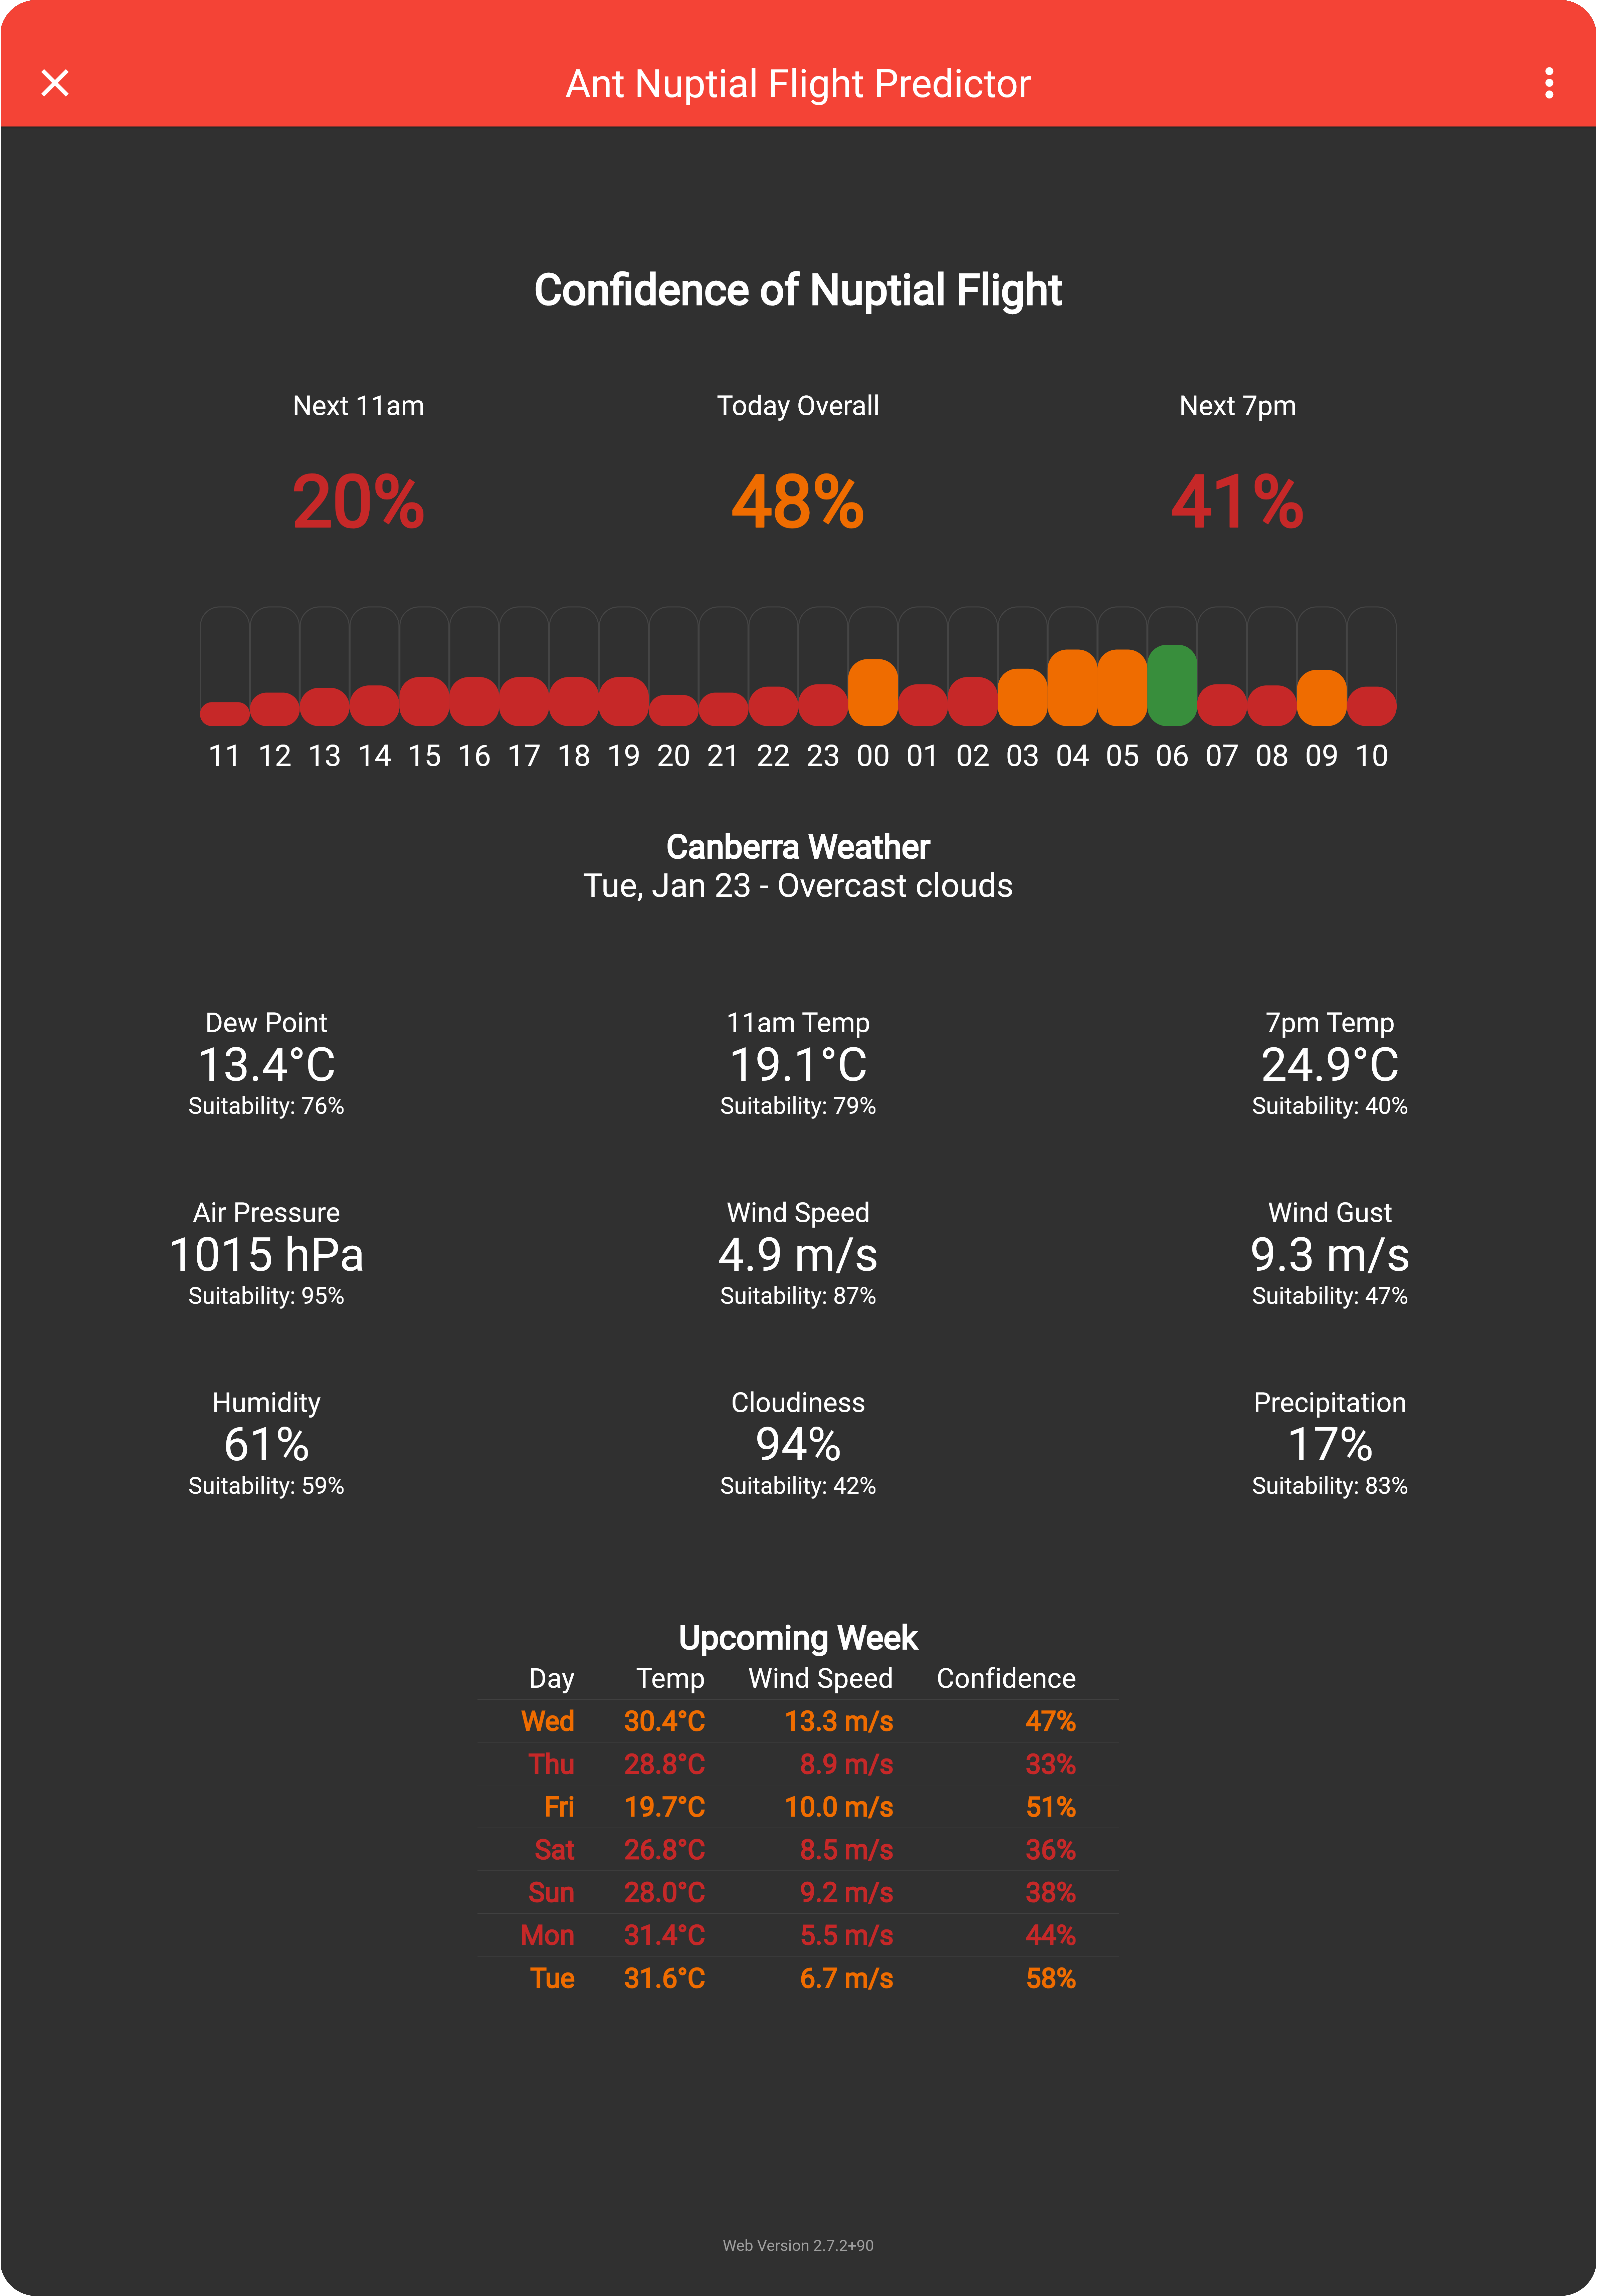 Ant Nuptial Flight Predictor
Confidence of Nuptial Flight
Next 11am Today Overall Next 7pm
20% 48% 41%
11 12 13 14 15 16 17 18 19 20 21 22 23 00 01 02 03 04 05 06 07 08 09 10
Canberra Weather
Tue, Jan 23 - Overcast clouds
Dew Point 11am Temp 7pm Temp
13.4°C 19.1°C 24.9°C
Suitability: 76% Suitability: 79% Suitability: 40%
Air Pressure Wind Speed Wind Gust
1015 hPa 4.9 m/s 9.3 m/s
Suitability: 95% Suitability: 87% Suitability: 47%
Humidity Cloudiness Precipitation
61% 94% 17%
Suitability: 59% Suitability: 42% Suitability: 83%
Upcoming Week
Day Temp Wind Speed Confidence
Wed 30.4°C 13.3 m/s 47%
Thu 28.8°C 8.9 m/s 33%
Fri 19.7°C 10.0 m/s 51%
Sat 26.8°C 8.5 m/s 36%
Sun 28.0°C 9.2 m/s 38%
Mon 31.4°C 5.5 m/s 44%
Tue 31.6°C 6.7 m/s 58%
Web Version 2.7.2+90